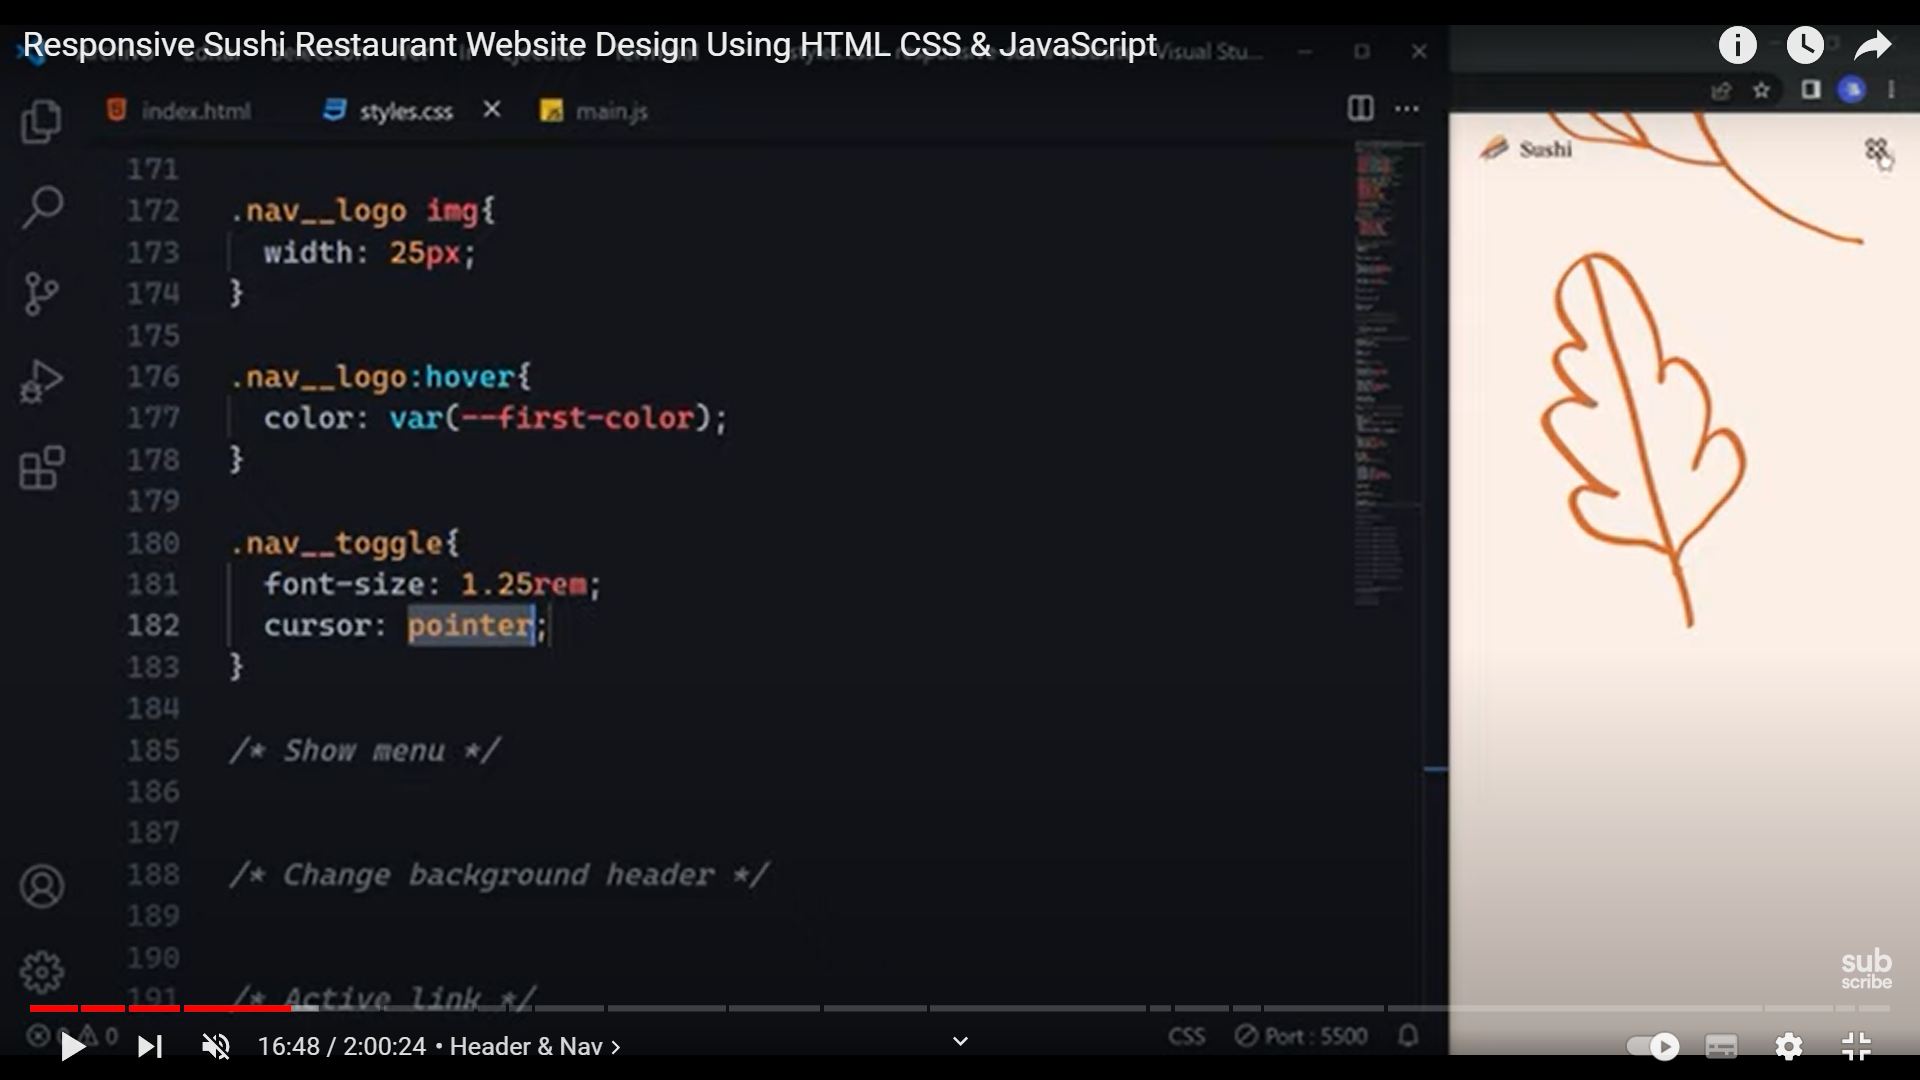 Responsive Sushi Restaurant Website Design Using HTML CSS & JavaScript
Visual Stu...
index.html
styles.css
main.js
Sushi
171
172 .nav__logo img{
173 width: 25px;
174 }
175
176 .nav__logo:hover{
177 color: var(--first-color);
178 }
179
180 .nav__toggle{
181 font-size: 1.25rem;
182 cursor: pointer;
183 }
184
185 /* Show menu */
186
187
188 /* Change background header */
189
190
191 /* Active link */
sub
scribe
16:48 / 2:00:24 • Header & Nav
CSS
Port : 5500